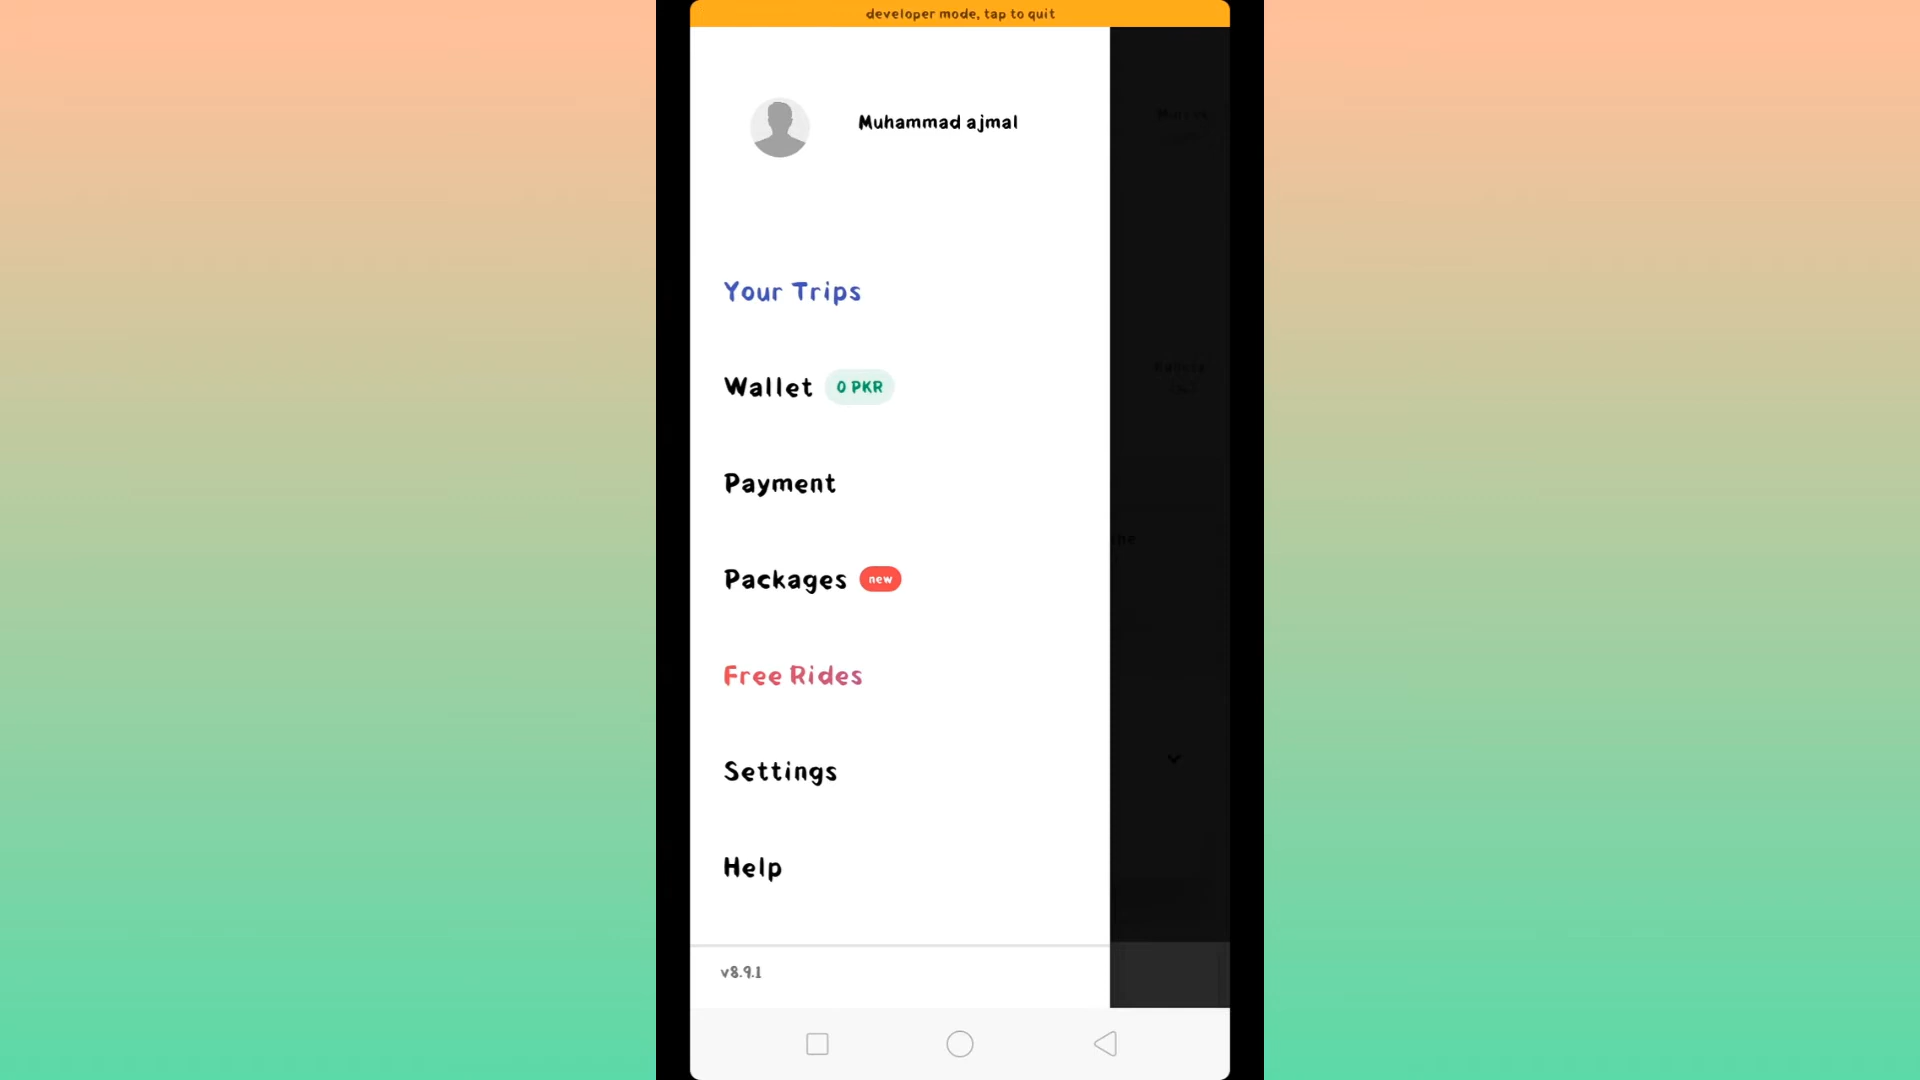 developer mode, tap to quit
Muhammad ajmal
Your Trips
Wallet 0 PKR
Payment
Packages new
Free Rides
Settings
Help
v8.9.1